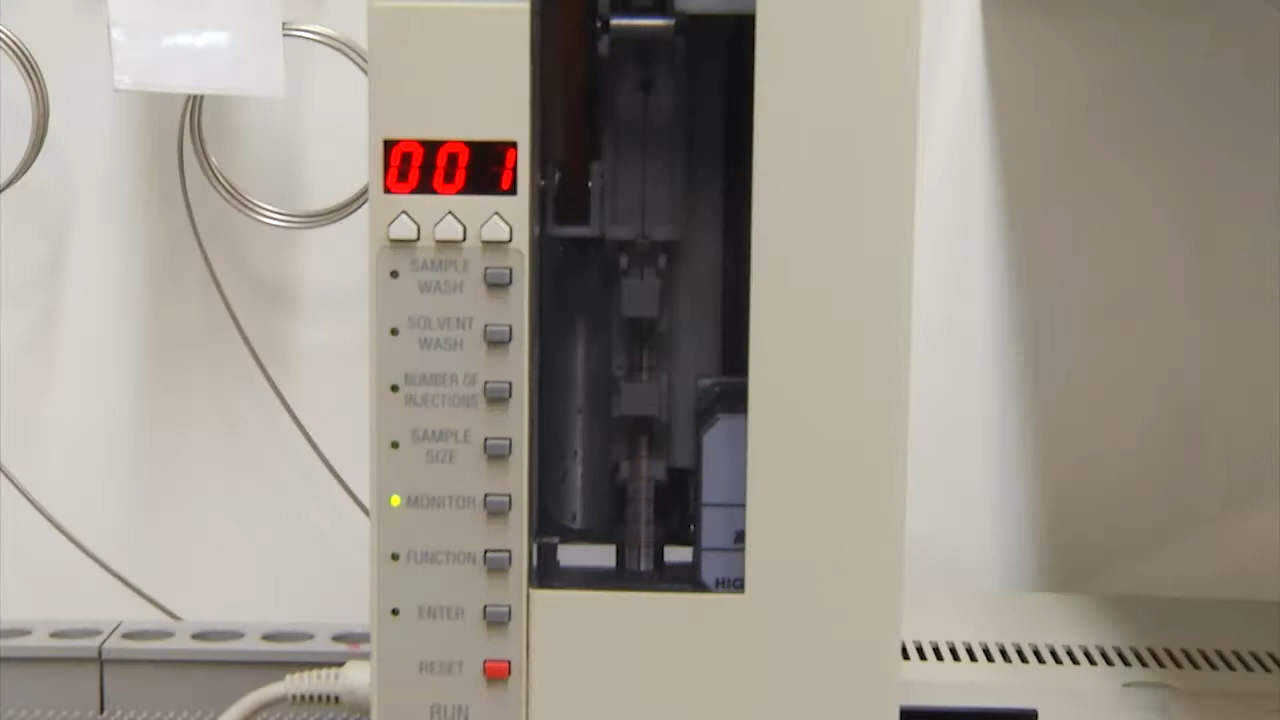 001
SAMPLE
WASH
SOLVENT
WASH
NUMBER OF
INJECTIONS
SAMPLE
SIZE
MONITOR
FUNCTION
ENTER
RESET
RUN
HIG